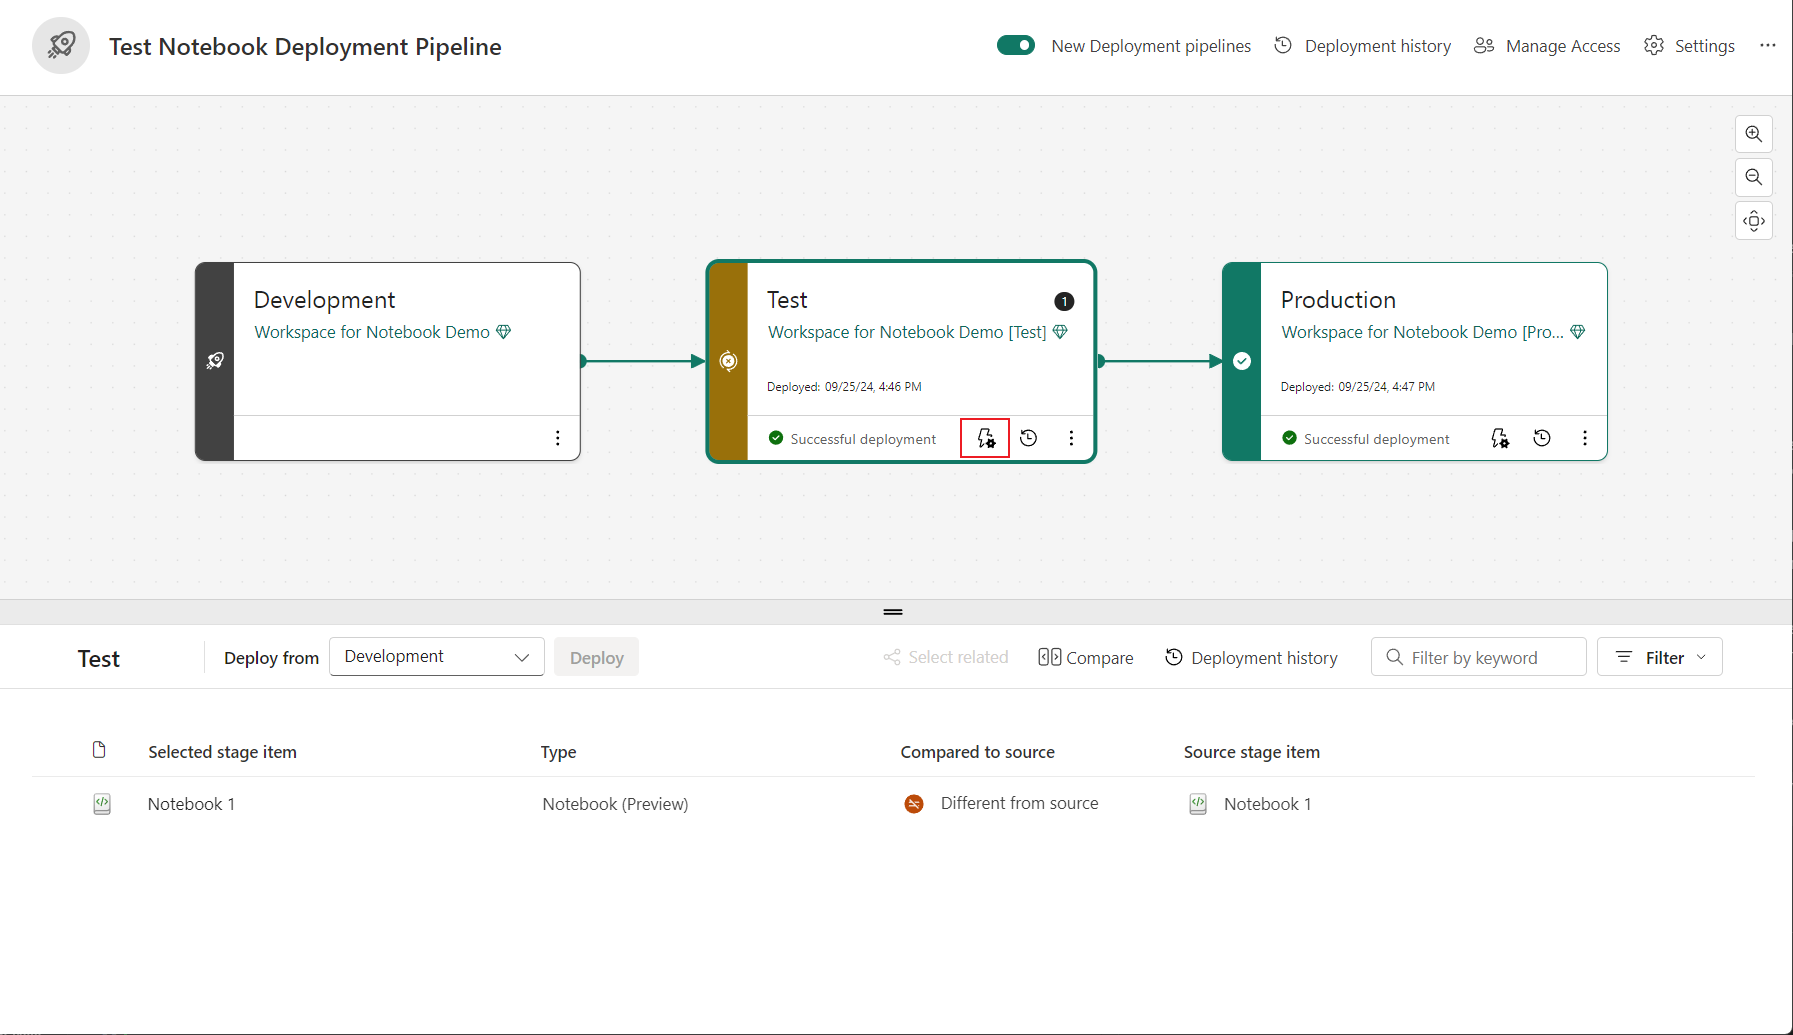 Test Notebook Deployment Pipeline
New Deployment pipelines Deployment history Manage Access Settings
Development
Workspace for Notebook Demo
Test 1
Workspace for Notebook Demo [Test]
Deployed: 09/25/24, 4:46 PM
Successful deployment
Production
Workspace for Notebook Demo [Pro...
Deployed: 09/25/24, 4:47 PM
Successful deployment
Test Deploy from Development Deploy Select related Compare Deployment history Filter by keyword Filter
Selected stage item Type Compared to source Source stage item
Notebook 1 Notebook (Preview) Different from source Notebook 1